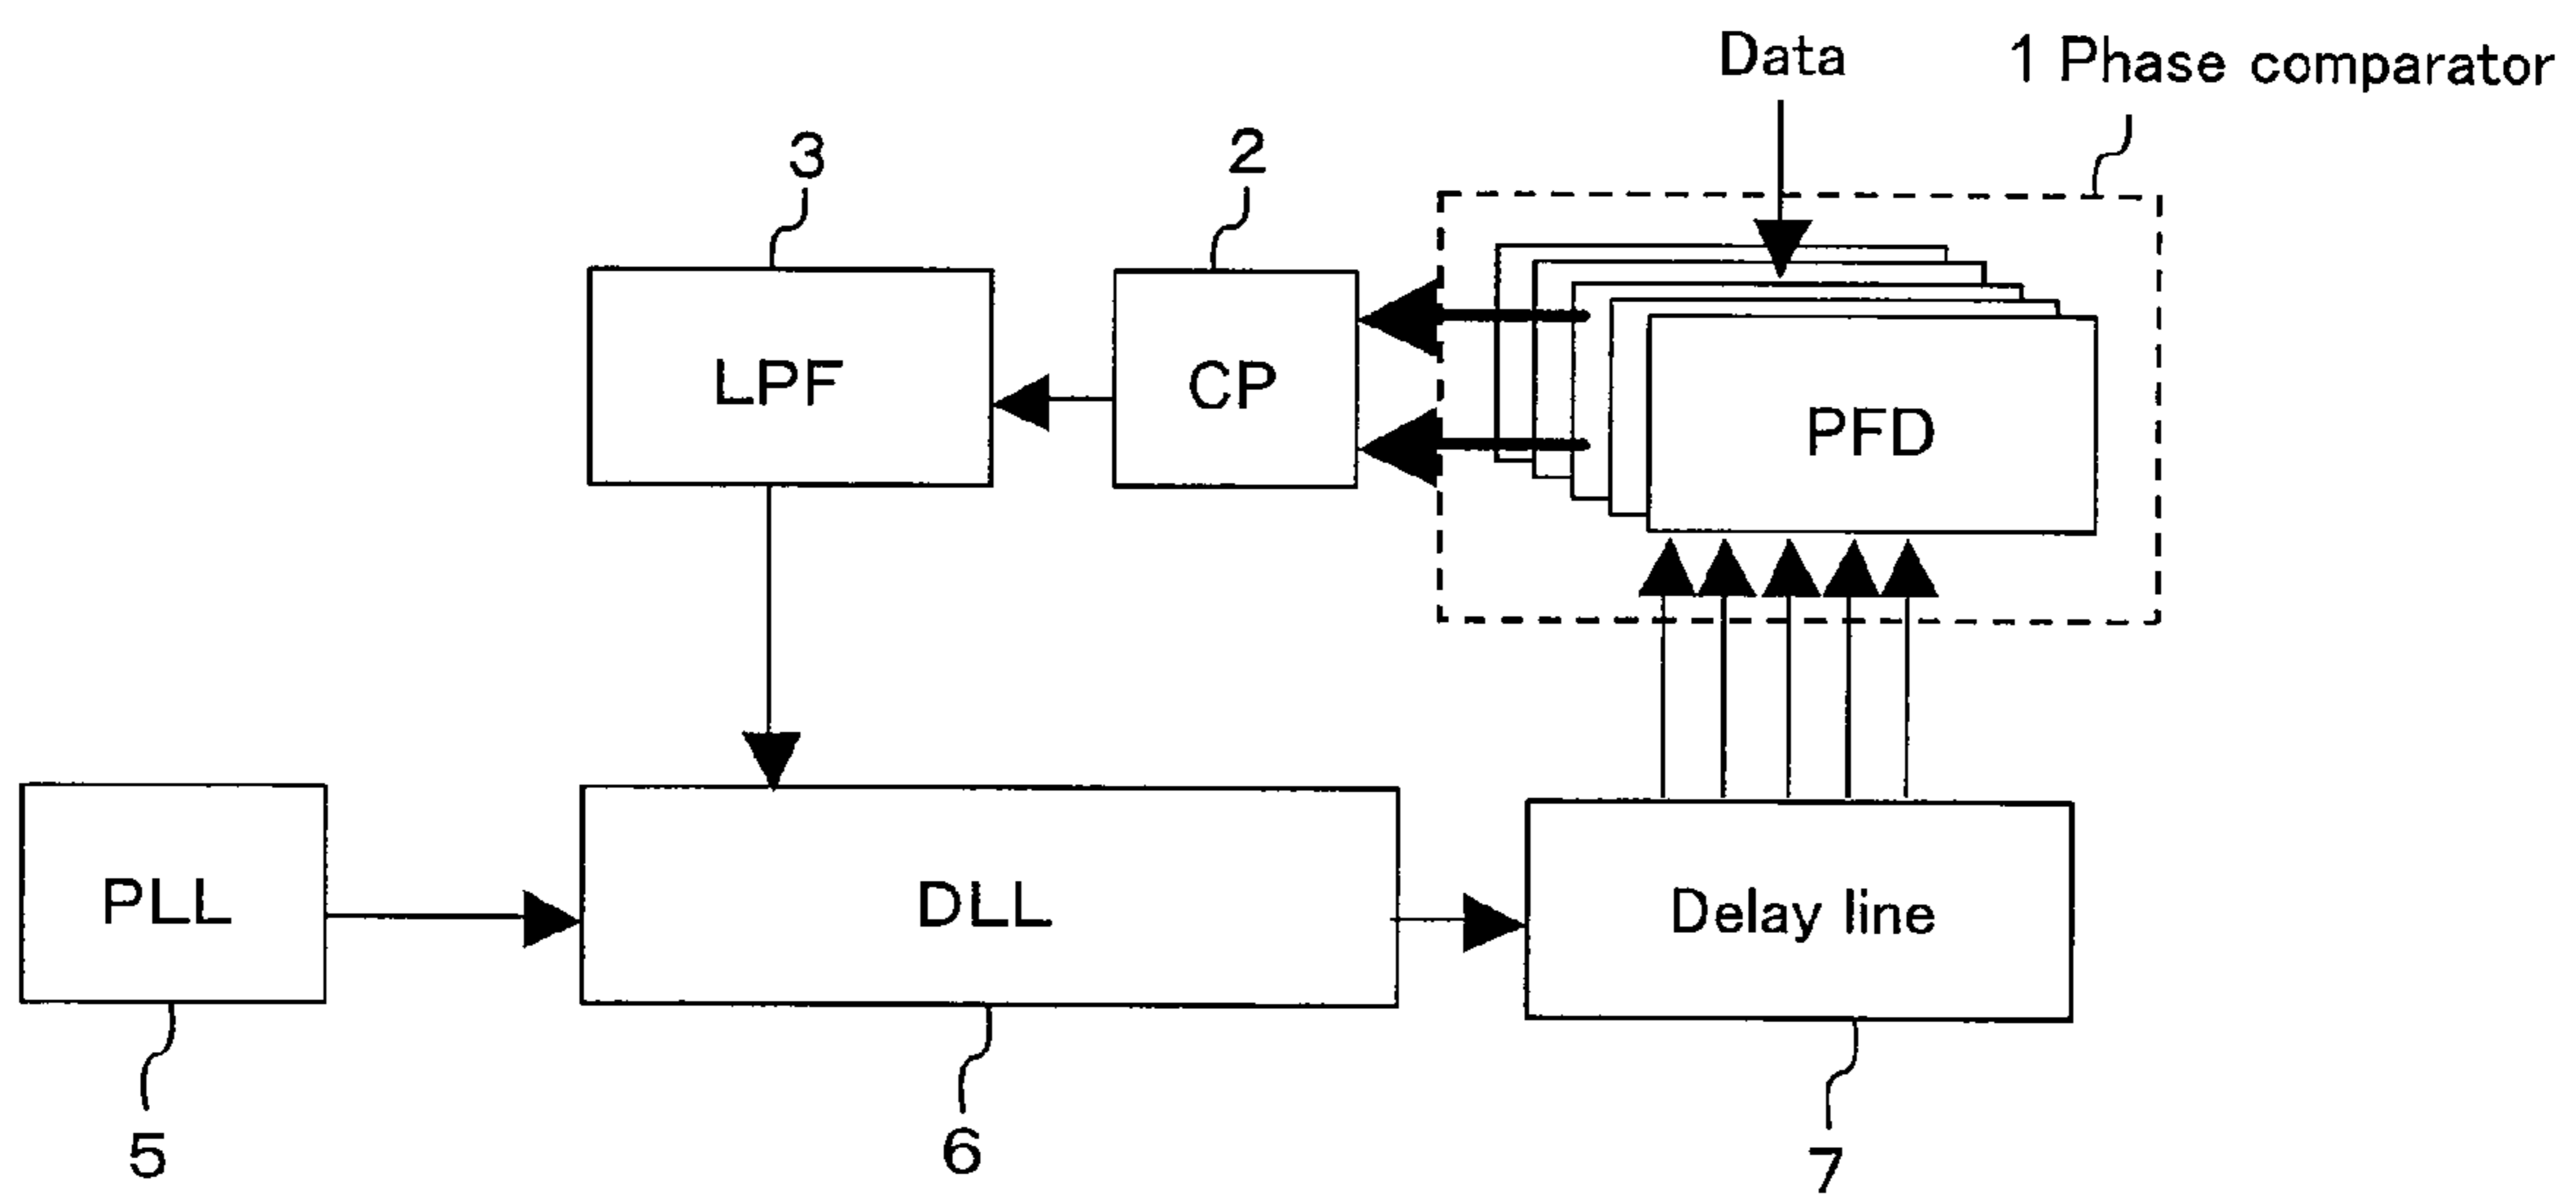 Data
1 Phase comparator
3
2
LPF
CP
PFD
PLL
DLL
Delay line
5
6
7